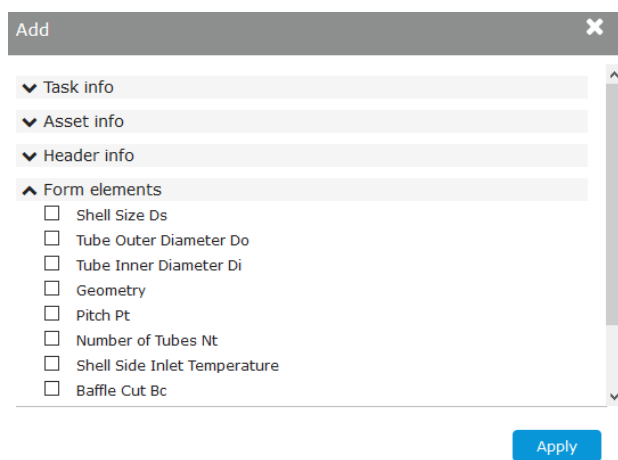 Add
Task info
Asset info
Header info
Form elements
Shell Size Ds
Tube Outer Diameter Do
Tube Inner Diameter Di
Geometry
Pitch Pt
Number of Tubes Nt
Shell Side Inlet Temperature
Baffle Cut Bc
Apply